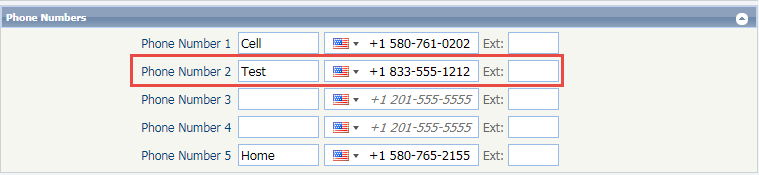 Phone Numbers
Phone Number 1 Cell +1 580-761-0202 Ext:
Phone Number 2 Test +1 833-555-1212 Ext:
Phone Number 3 +1 201-555-5555 Ext:
Phone Number 4 +1 201-555-5555 Ext:
Phone Number 5 Home +1 580-765-2155 Ext: